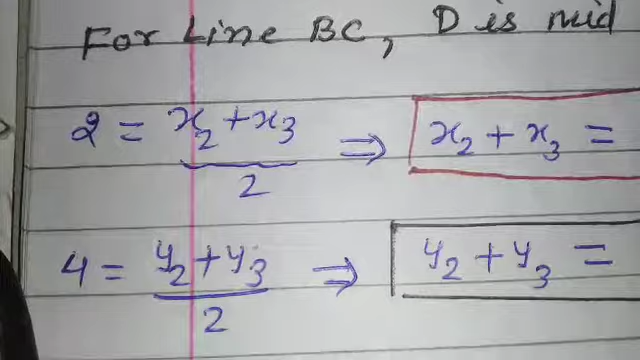 For Line BC, D is mid
2 = x₂ + x₃ / 2 ⇒ x₂ + x₃ =
4 = y₂ + y₃ / 2 ⇒ y₂ + y₃ =